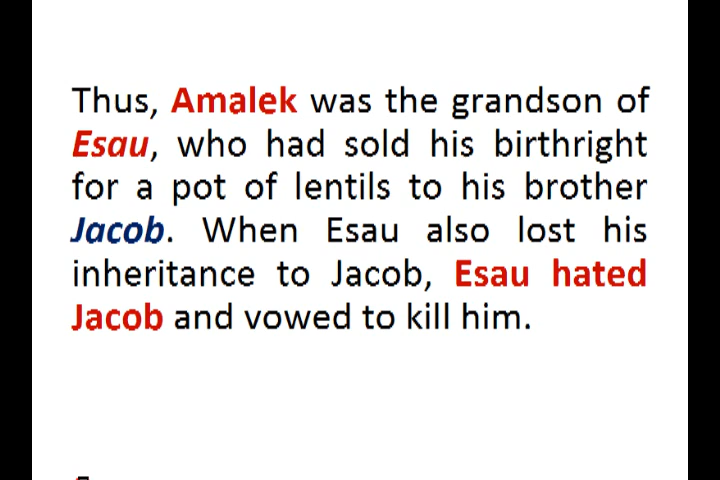 Thus, Amalek was the grandson of
Esau, who had sold his birthright
for a pot of lentils to his brother
Jacob. When Esau also lost his
inheritance to Jacob, Esau hated
Jacob and vowed to kill him.